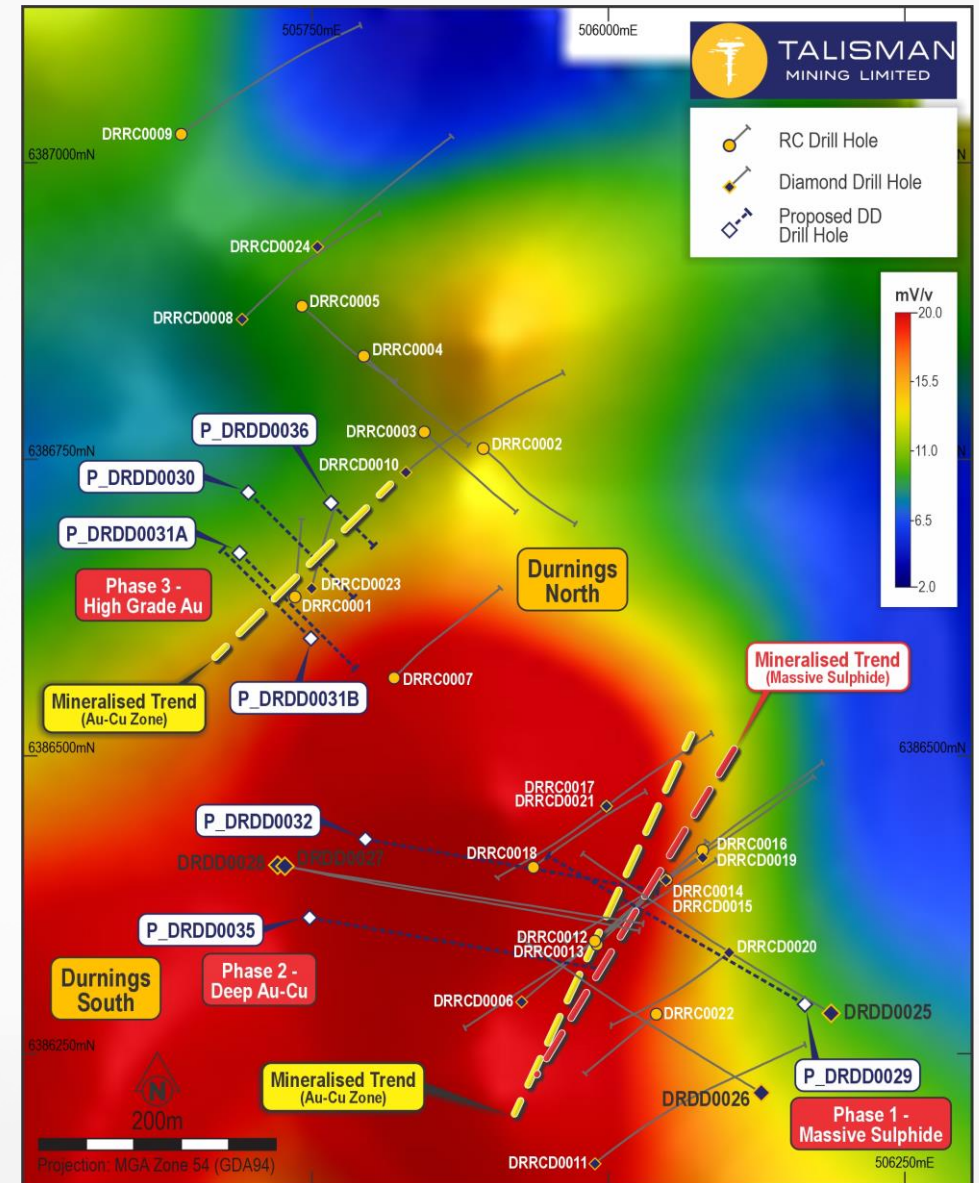 505750mE
506000mE
TALISMAN
MINING LIMITED
RC Drill Hole
Diamond Drill Hole
Proposed DD
Drill Hole
DRRC0009
6387000mN
N
DRRCD0024
mV/v
20.0
15.5
11.0
6.5
2.0
DRRC0005
DRRCD0008
DRRC0004
P_DRDD0036
DRRC0003
DRRC0002
6386750mN
DRRCD0010
P_DRDD0030
P_DRDD0031A
Durnings
North
Phase 3 -
High Grade Au
DRRCD0023
DRRC0001
Mineralised Trend
(Massive Sulphide)
DRRC0007
P_DRDD0031B
Mineralised Trend
(Au-Cu Zone)
6386500mN
6386500mN
DRRC0017
DRRCD0021
P_DRDD0032
DRRC0016
DRRCD0019
DRRC0018
DRDD0028
DRDD0027
DRRC0014
DRRCD0015
P_DRDD0035
DRRC0012
DRRC0013
DRRCD0020
Durnings
South
Phase 2 -
Deep Au-Cu
DRRCD0006
DRRC0022
DRDD0025
6386250mN
P_DRDD0029
Mineralised Trend
(Au-Cu Zone)
DRDD0026
N
200m
Phase 1 -
Massive Sulphide
Projection: MGA Zone 54 (GDA94)
DRRCD0011
506250mE